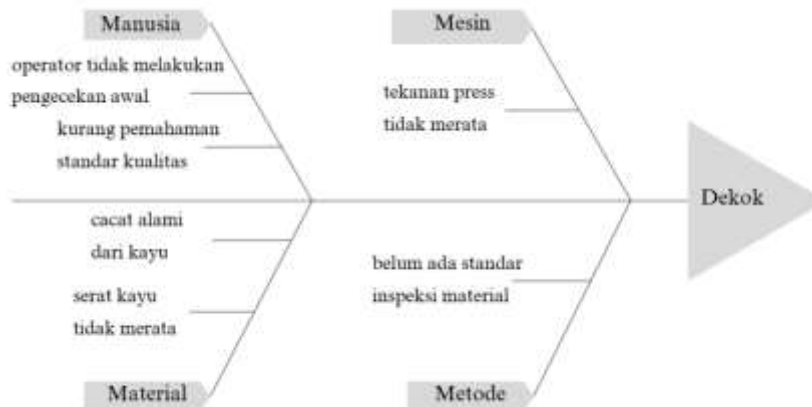 Manusia
operator tidak melakukan
pengecekan awal
kurang pemahaman
standar kualitas
Mesin
tekanan press
tidak merata
Dekok
cacat alami
dari kayu
serat kayu
tidak merata
Material
belum ada standar
inspeksi material
Metode